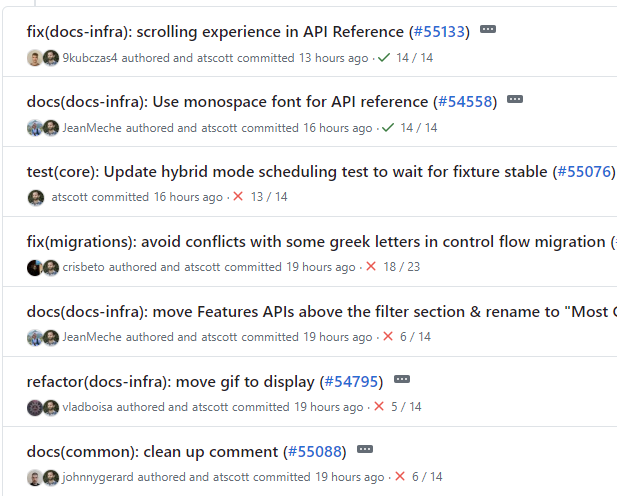 fix(docs-infra): scrolling experience in API Reference (#55133)
9kubczas4 authored and atscott committed 13 hours ago · 14 / 14
docs(docs-infra): Use monospace font for API reference (#54558)
JeanMeche authored and atscott committed 16 hours ago · 14 / 14
test(core): Update hybrid mode scheduling test to wait for fixture stable (#55076)
atscott committed 16 hours ago · 13 / 14
fix(migrations): avoid conflicts with some greek letters in control flow migration (
crisbeto authored and atscott committed 19 hours ago · 18 / 23
docs(docs-infra): move Features APIs above the filter section & rename to "Most
JeanMeche authored and atscott committed 19 hours ago · 6 / 14
refactor(docs-infra): move gif to display (#54795)
vladboisa authored and atscott committed 19 hours ago · 5 / 14
docs(common): clean up comment (#55088)
johnnygerard authored and atscott committed 19 hours ago · 6 / 14